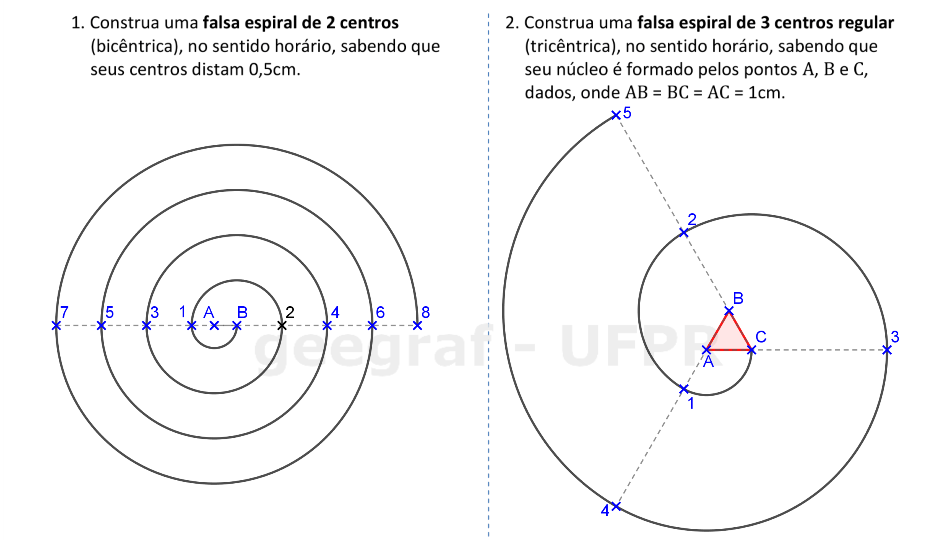 1. Construa uma falsa espiral de 2 centros
(bicêntrica), no sentido horário, sabendo que
seus centros distam 0,5cm.
7 5 3 1 A B 2 4 6 8
2. Construa uma falsa espiral de 3 centros regular
(tricêntrica), no sentido horário, sabendo que
seu núcleo é formado pelos pontos A, B e C,
dados, onde AB = BC = AC = 1cm.
5
2
B
C
3
A
1
4
geegraf - UFPR